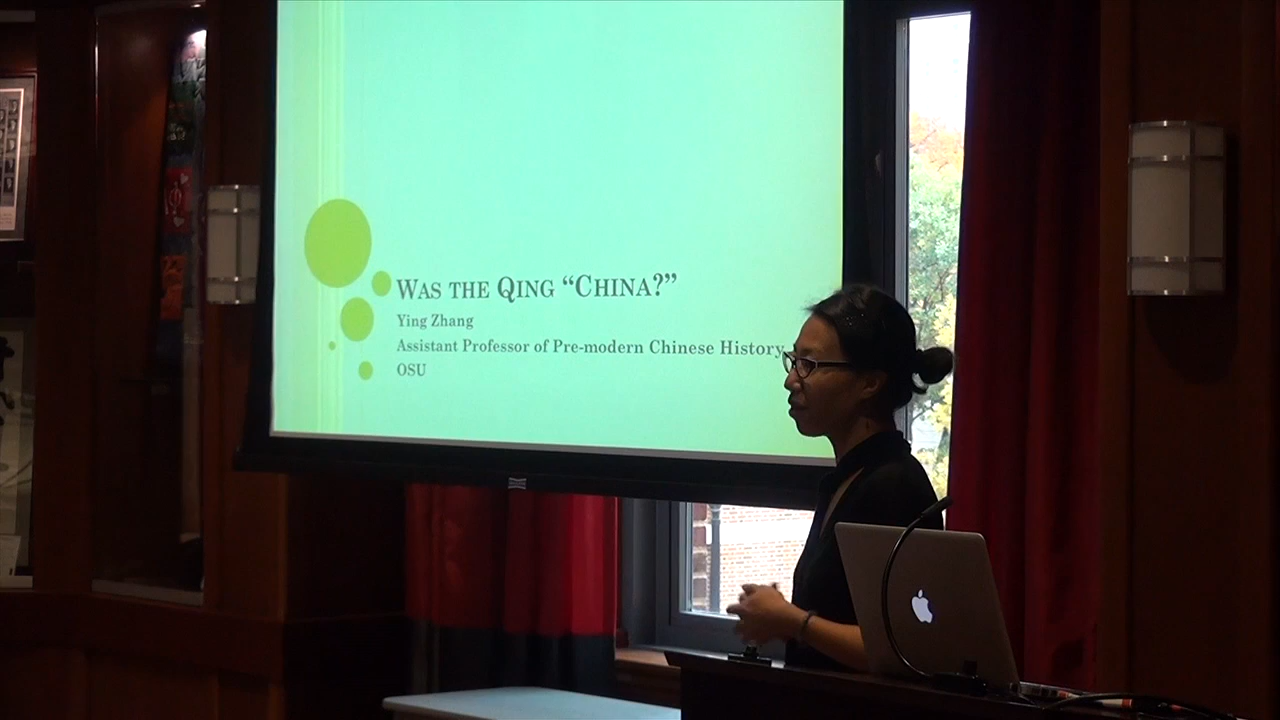 WAS THE QING “CHINA?”
Ying Zhang
Assistant Professor of Pre-modern Chinese History
OSU